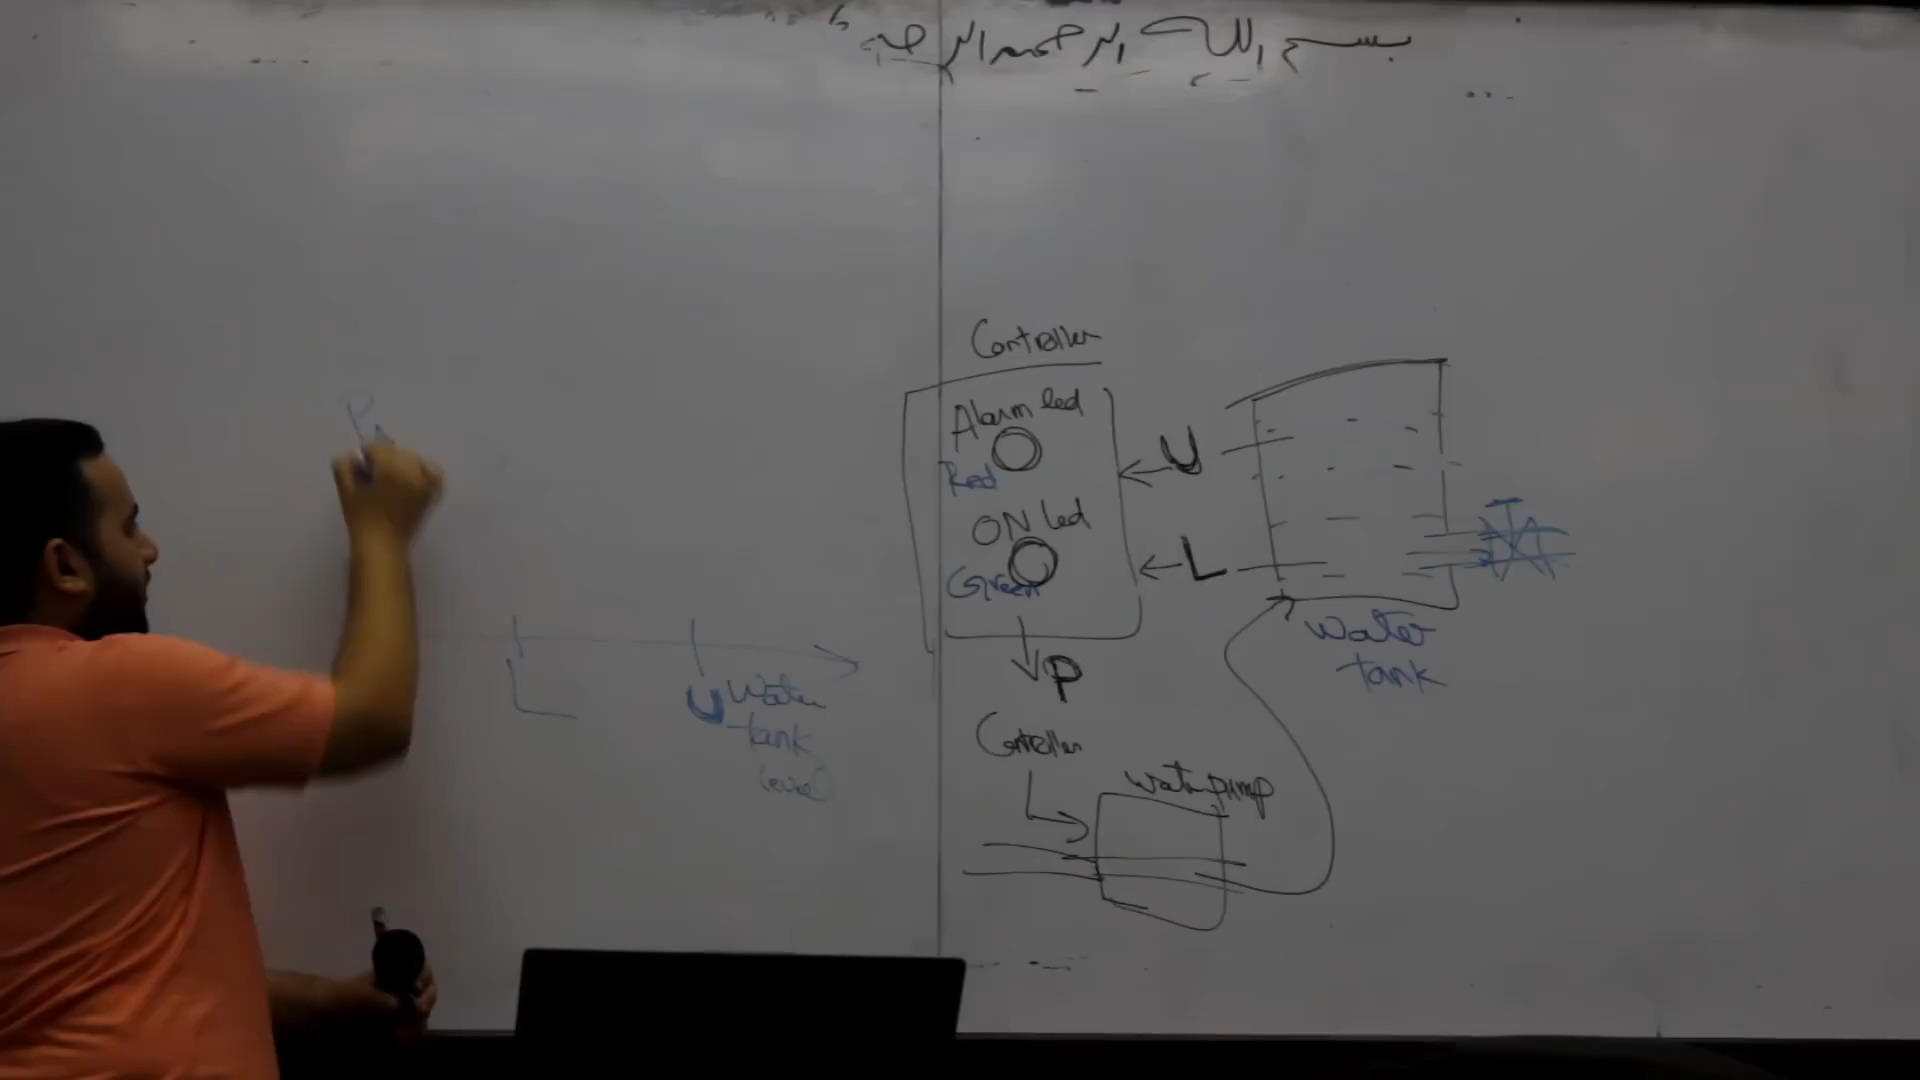 بسم الله الرحمن الرحيم
Controller
Alarm led
Red
U
ON led
Green
L
P
Controller
water pump
water
tank
L
U
Water
tank
level
P